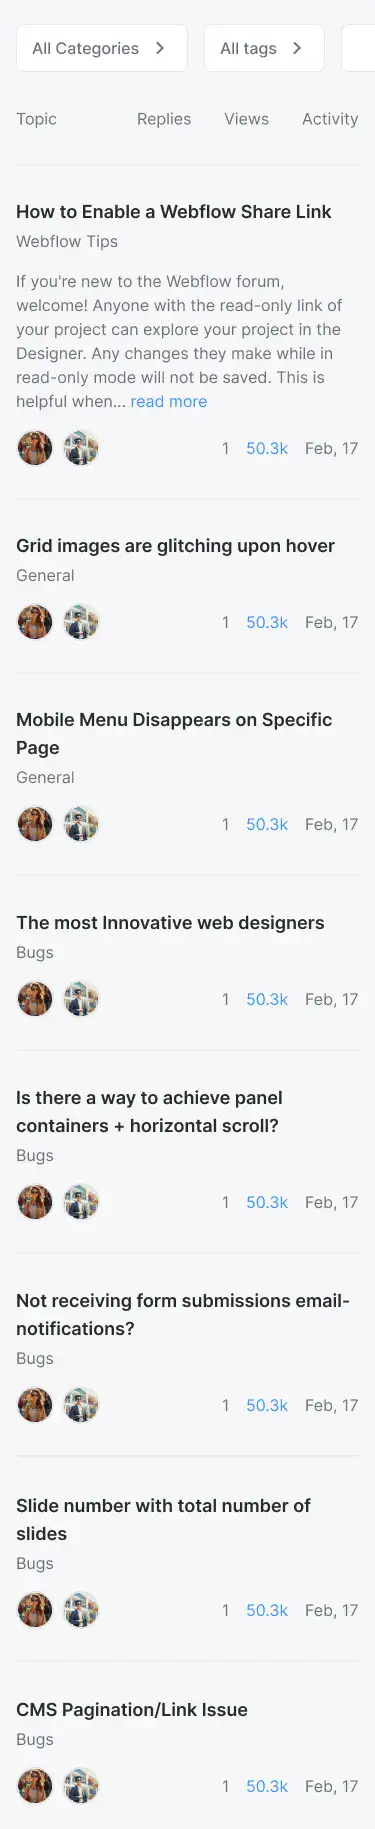 All Categories
All tags
Topic Replies Views Activity
How to Enable a Webflow Share Link
Webflow Tips
If you're new to the Webflow forum,
welcome! Anyone with the read-only link of
your project can explore your project in the
Designer. Any changes they make while in
read-only mode will not be saved. This is
helpful when... read more
1 50.3k Feb, 17
Grid images are glitching upon hover
General
1 50.3k Feb, 17
Mobile Menu Disappears on Specific
Page
General
1 50.3k Feb, 17
The most Innovative web designers
Bugs
1 50.3k Feb, 17
Is there a way to achieve panel
containers + horizontal scroll?
Bugs
1 50.3k Feb, 17
Not receiving form submissions email-
notifications?
Bugs
1 50.3k Feb, 17
Slide number with total number of
slides
Bugs
1 50.3k Feb, 17
CMS Pagination/Link Issue
Bugs
1 50.3k Feb, 17